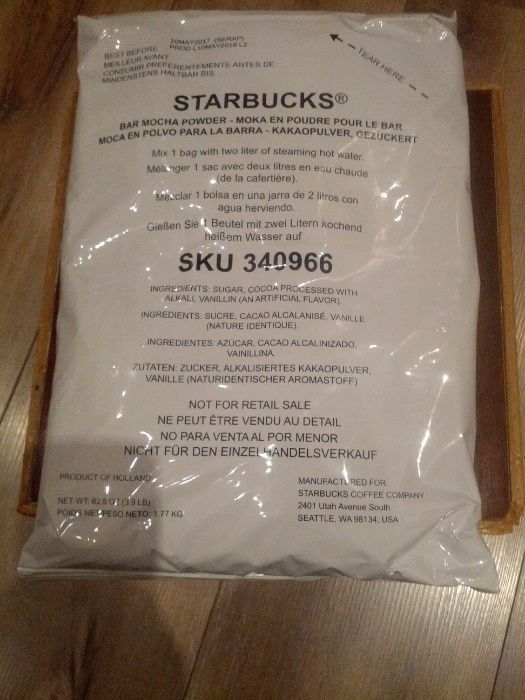 BEST BEFORE 10MAY2017 (SERAP)
MEILLEUR AVANT PROD L10MAY2016 L2
CONSUMIR PREFERENTEMENTE ANTES DE
MINDENSTENS HALTBAR BIS
TEAR HERE
STARBUCKS®
BAR MOCHA POWDER - MOKA EN POUDRE POUR LE BAR
MOCA EN POLVO PARA LA BARRA - KAKAOPULVER, GEZUCKERT
Mix 1 bag with two liter of steaming hot water.
Mélanger 1 sac avec deux litres en eau chaude
(de la cafertière).
Mezclar 1 bolsa en una jarra de 2 litros con
agua herviendo.
Gießen Sie 1 Beutel mit zwei Litern kochend
heißem Wasser auf
SKU 340966
INGREDIENTS: SUGAR, COCOA PROCESSED WITH
ALKALI, VANILLIN (AN ARTIFICIAL FLAVOR).
INGREDIENTS: SUCRE, CACAO ALCALANISÉ, VANILLE
(NATURE IDENTIQUE).
INGREDIENTES: AZÚCAR, CACAO ALCALINIZADO,
VAINILLINA.
ZUTATEN: ZUCKER, ALKALISIERTES KAKAOPULVER,
VANILLE (NATURIDENTISCHER AROMASTOFF)
NOT FOR RETAIL SALE
NE PEUT ÊTRE VENDU AU DETAIL
NO PARA VENTA AL POR MENOR
NICHT FÜR DEN EINZELHANDELSVERKAUF
PRODUCT OF HOLLAND
NET WT: 62.5 OZ (3.9 LB)
POIDS NET/PESO NETO: 1.77 KG
MANUFACTURED FOR:
STARBUCKS COFFEE COMPANY
2401 Utah Avenue South
SEATTLE, WA 98134, USA